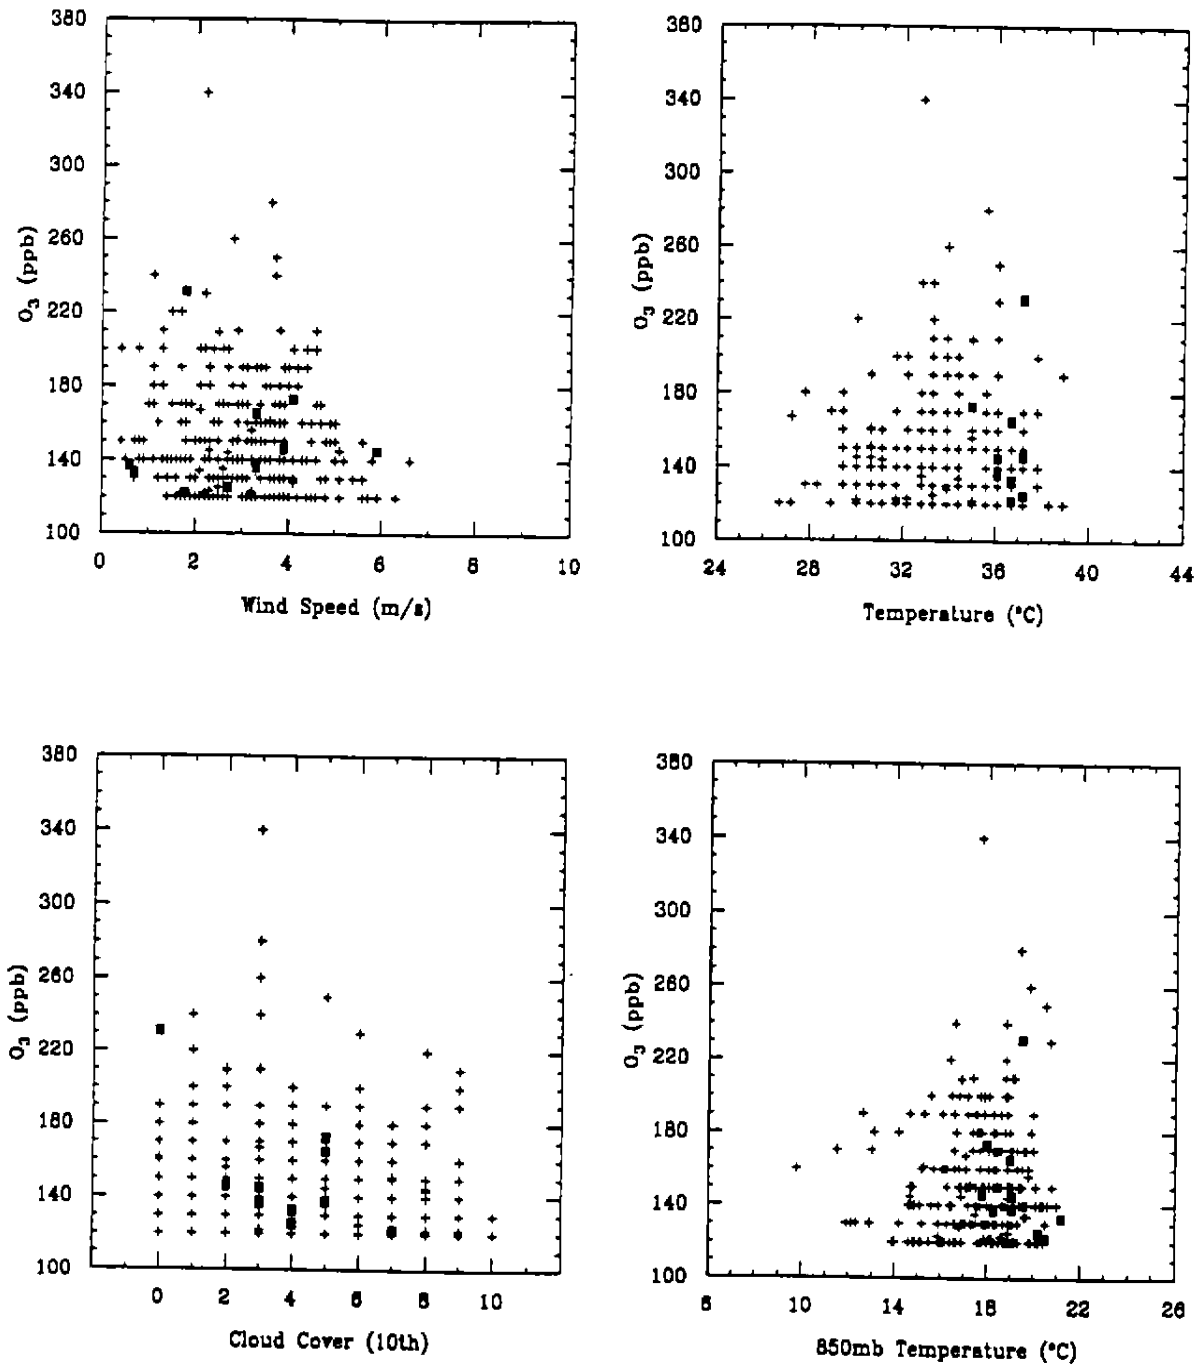 380
340
300
260
220
180
140
100
O3 (ppb)
0 2 4 6 8 10
Wind Speed (m/s)
380
340
300
260
220
180
140
100
O3 (ppb)
24 28 32 36 40 44
Temperature (°C)
380
340
300
260
220
180
140
100
O3 (ppb)
0 2 4 6 8 10
Cloud Cover (10th)
380
340
300
260
220
180
140
100
O3 (ppb)
6 10 14 18 22 26
850mb Temperature (°C)